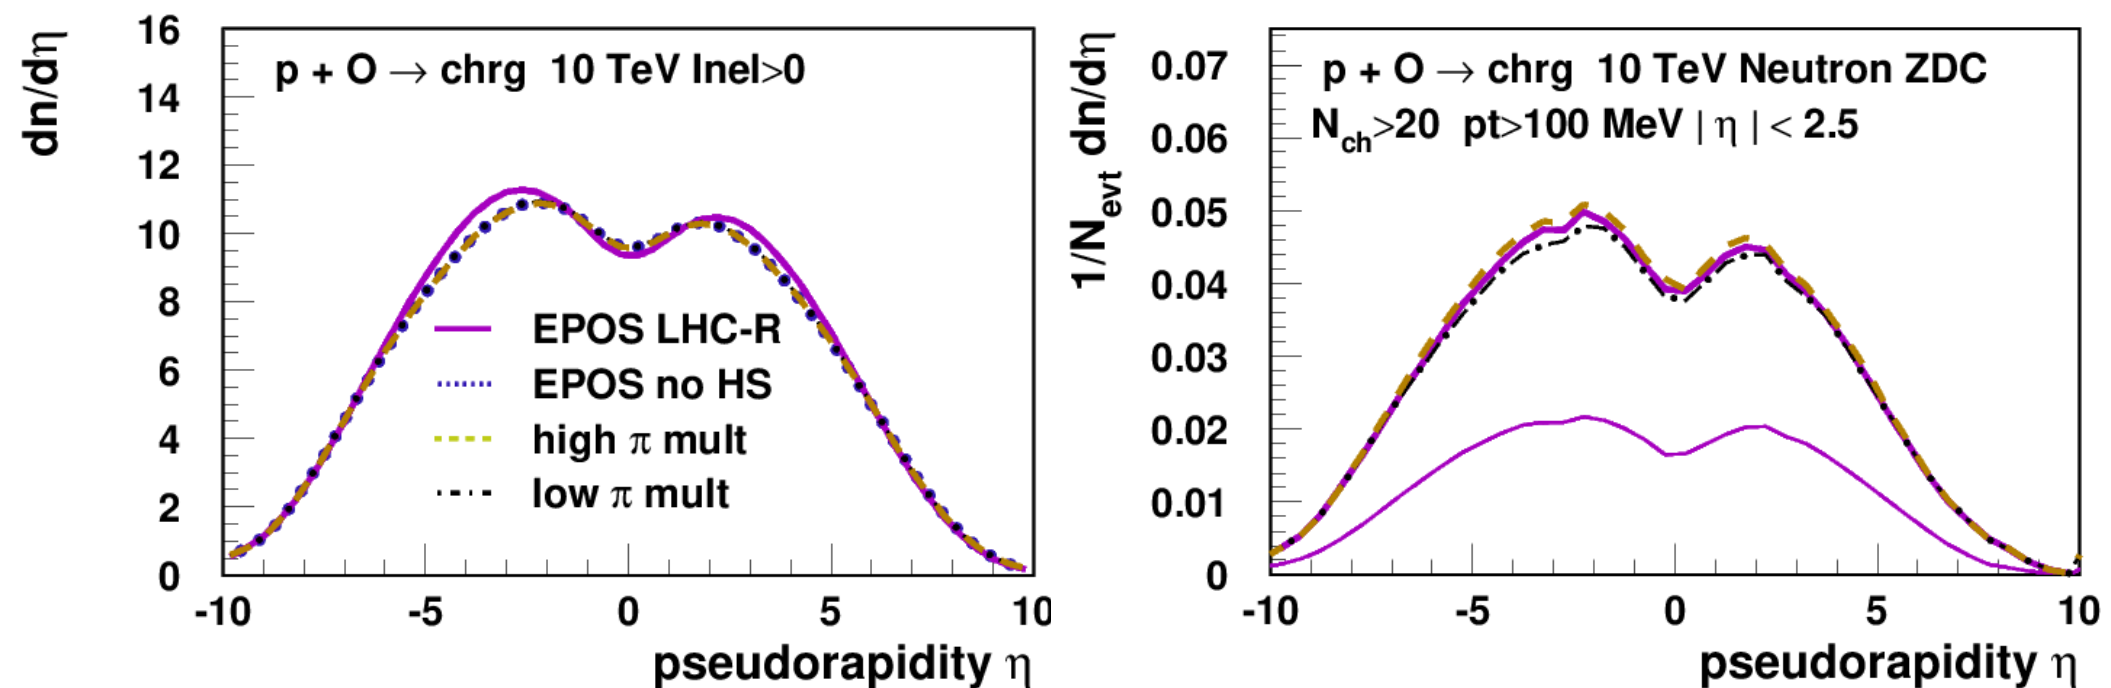 dn/dη
16
14
12
10
8
6
4
2
0
p + O → chrg 10 TeV Inel>0
EPOS LHC-R
EPOS no HS
high π mult
low π mult
-10 -5 0 5 10
pseudorapidity η
1/N_evt dn/dη
0.07
0.06
0.05
0.04
0.03
0.02
0.01
0
p + O → chrg 10 TeV Neutron ZDC
N_ch>20 pt>100 MeV | η | < 2.5
-10 -5 0 5 10
pseudorapidity η